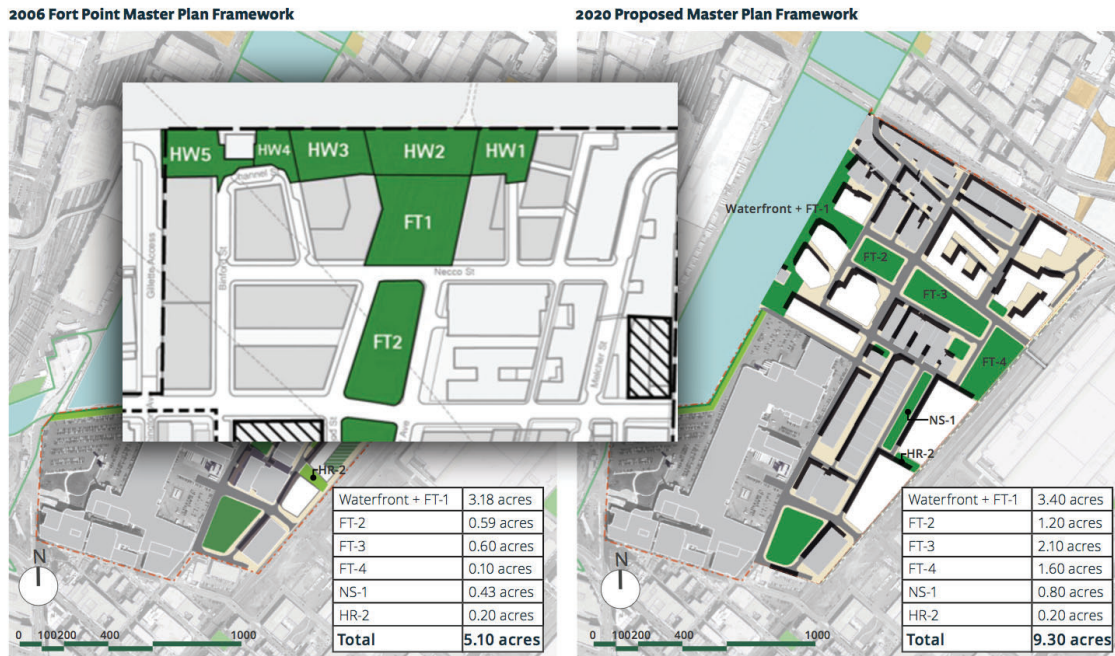 2006 Fort Point Master Plan Framework
HW5
HW4
HW3
HW2
HW1
FT1
Necco St
Binford St
Gillette Access
FT2
Melcher St
Ave
HR-2
Waterfront + FT-1 3.18 acres
FT-2 0.59 acres
FT-3 0.60 acres
FT-4 0.10 acres
NS-1 0.43 acres
HR-2 0.20 acres
Total 5.10 acres
N
0 100 200 400 1000
2020 Proposed Master Plan Framework
Waterfront + FT-1
FT-2
FT-3
FT-4
NS-1
HR-2
Waterfront + FT-1 3.40 acres
FT-2 1.20 acres
FT-3 2.10 acres
FT-4 1.60 acres
NS-1 0.80 acres
HR-2 0.20 acres
Total 9.30 acres
N
0 100 200 400 1000